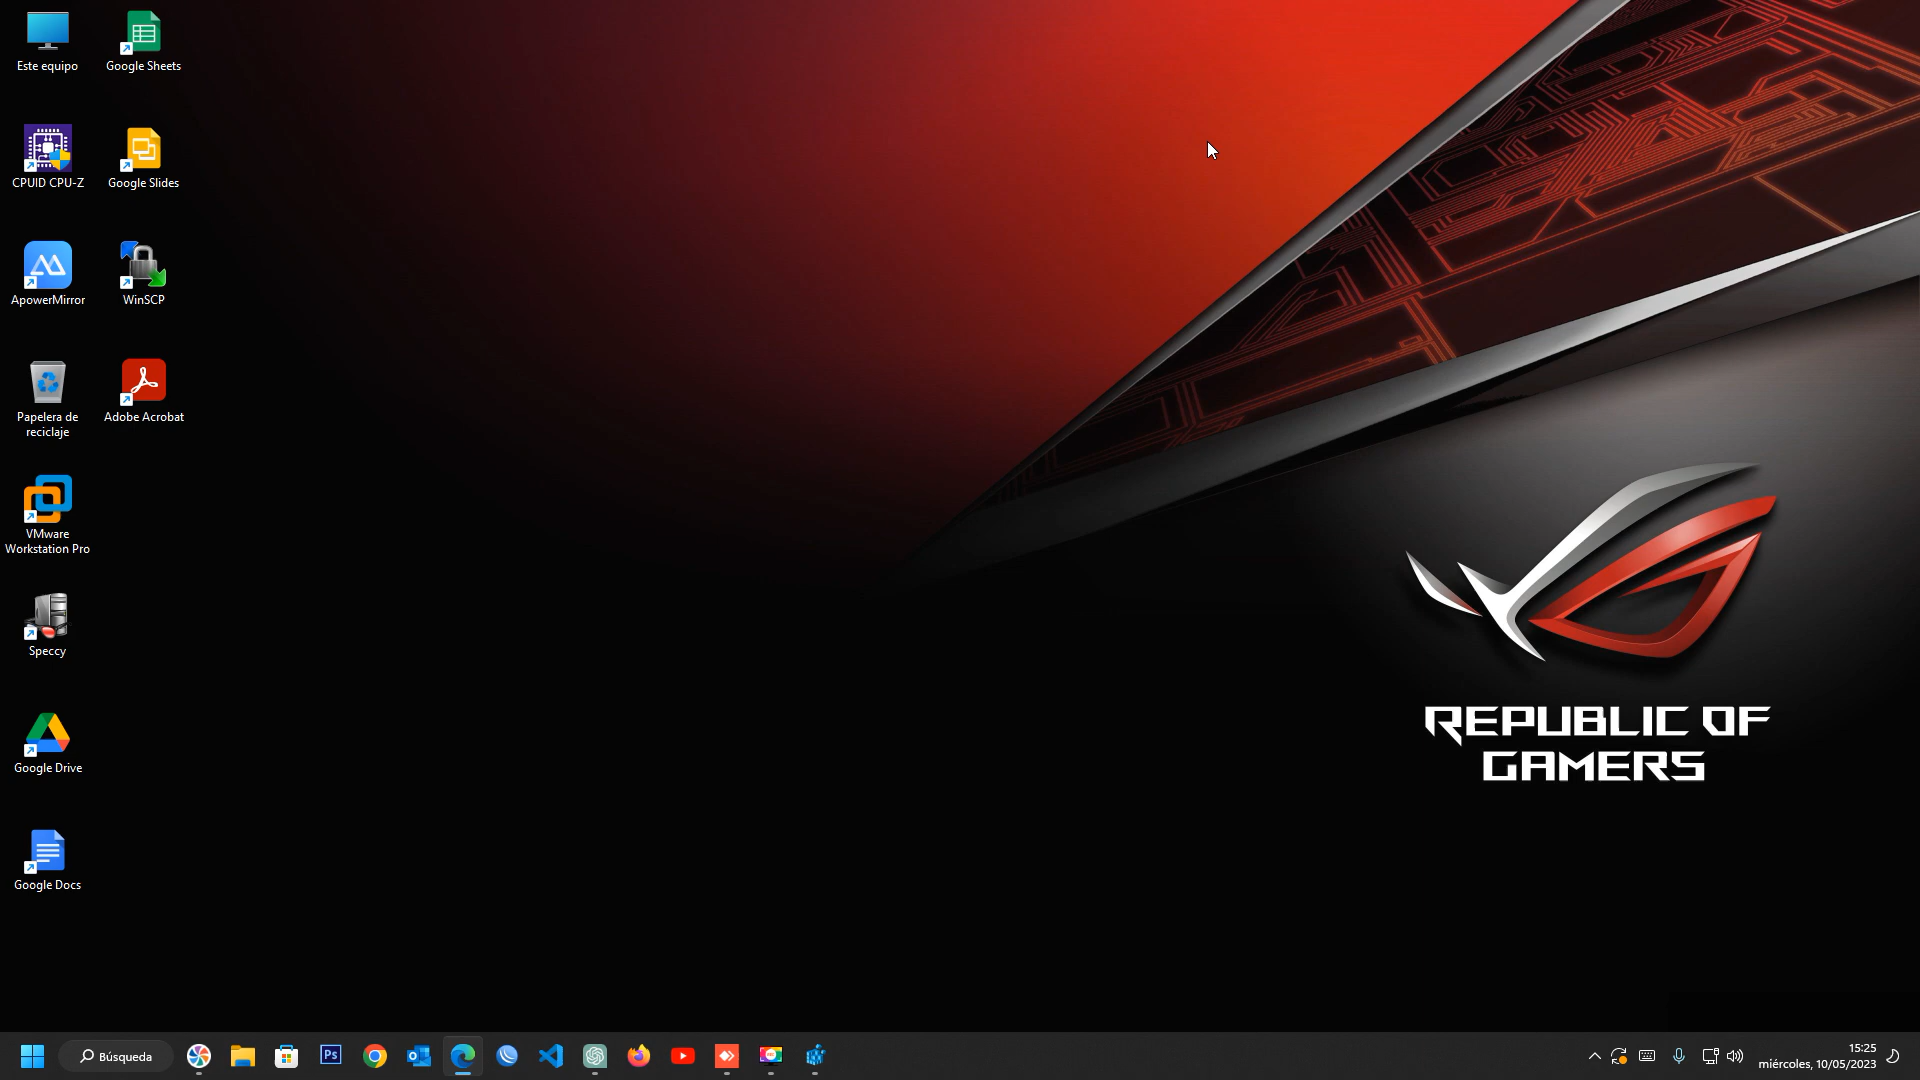 Este equipo
Google Sheets
CPUID CPU-Z
Google Slides
ApowerMirror
WinSCP
Papelera de
reciclaje
Adobe Acrobat
VMware
Workstation Pro
Speccy
Google Drive
Google Docs
REPUBLIC OF
GAMERS
Búsqueda
Ps
15:25
miércoles, 10/05/2023